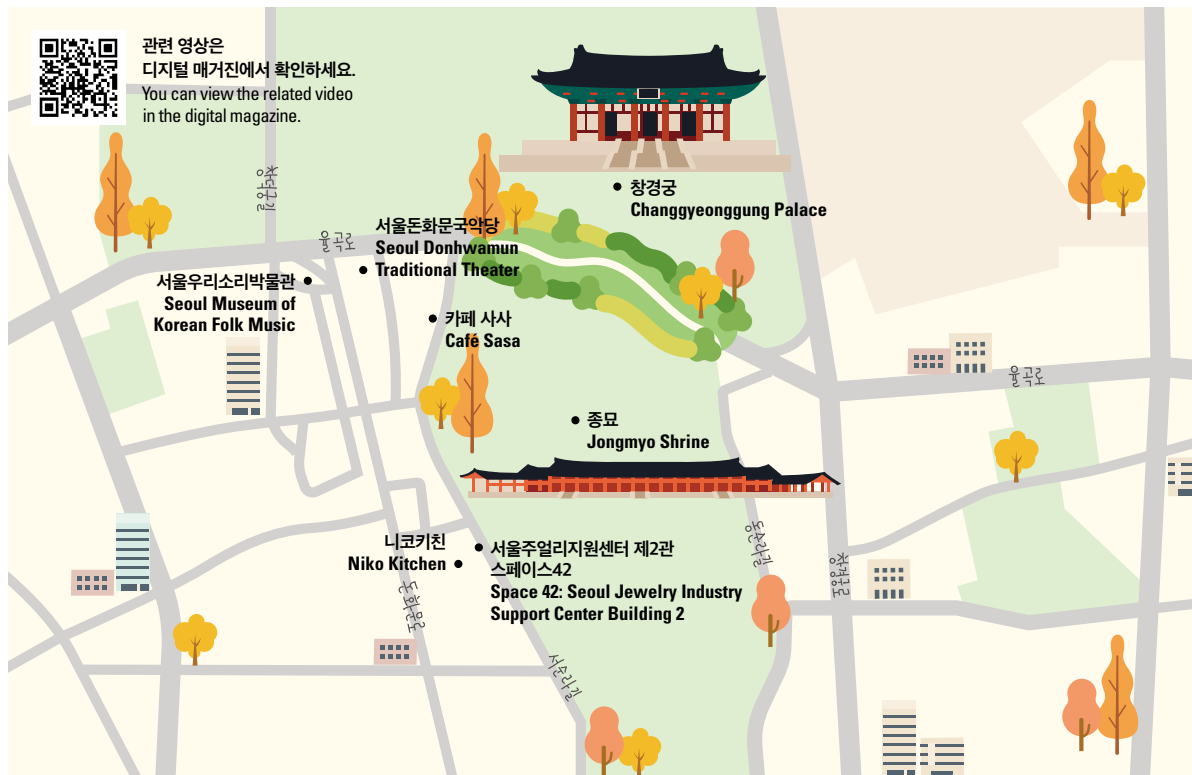 관련 영상은
디지털 매거진에서 확인하세요.
You can view the related video
in the digital magazine.
창경궁
Changgyeonggung Palace
창덕궁길
율곡로
서울돈화문국악당
Seoul Donhwamun
Traditional Theater
서울우리소리박물관
Seoul Museum of
Korean Folk Music
카페 사사
Café Sasa
율곡로
종묘
Jongmyo Shrine
니코키친
Niko Kitchen
서울주얼리지원센터 제2관
스페이스42
Space 42: Seoul Jewelry Industry
Support Center Building 2
동순라길
창경궁로
돈화문로
서순라길